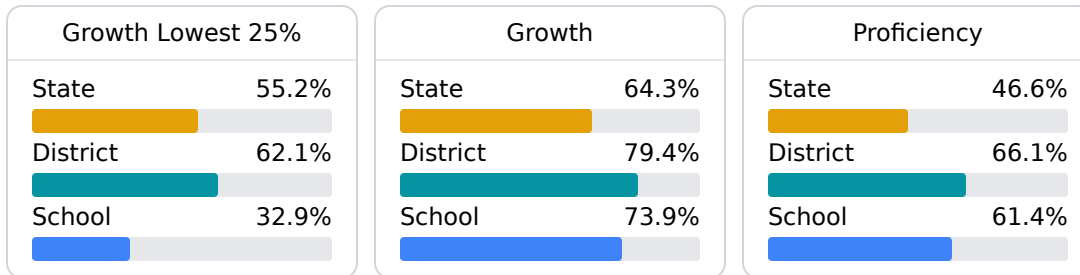 Growth Lowest 25%
State 55.2%
District 62.1%
School 32.9%
Growth
State 64.3%
District 79.4%
School 73.9%
Proficiency
State 46.6%
District 66.1%
School 61.4%